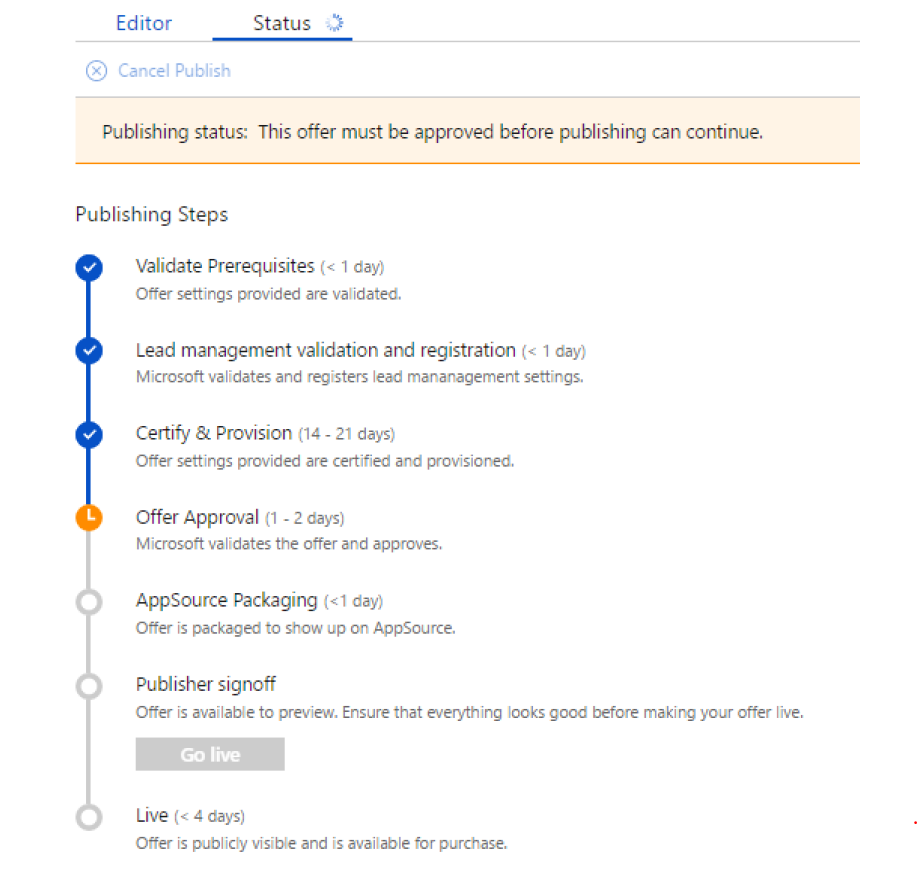 Editor Status
Cancel Publish
Publishing status: This offer must be approved before publishing can continue.
Publishing Steps
Validate Prerequisites (< 1 day)
Offer settings provided are validated.
Lead management validation and registration (< 1 day)
Microsoft validates and registers lead mananagement settings.
Certify & Provision (14 - 21 days)
Offer settings provided are certified and provisioned.
Offer Approval (1 - 2 days)
Microsoft validates the offer and approves.
AppSource Packaging (<1 day)
Offer is packaged to show up on AppSource.
Publisher signoff
Offer is available to preview. Ensure that everything looks good before making your offer live.
Go live
Live (< 4 days)
Offer is publicly visible and is available for purchase.